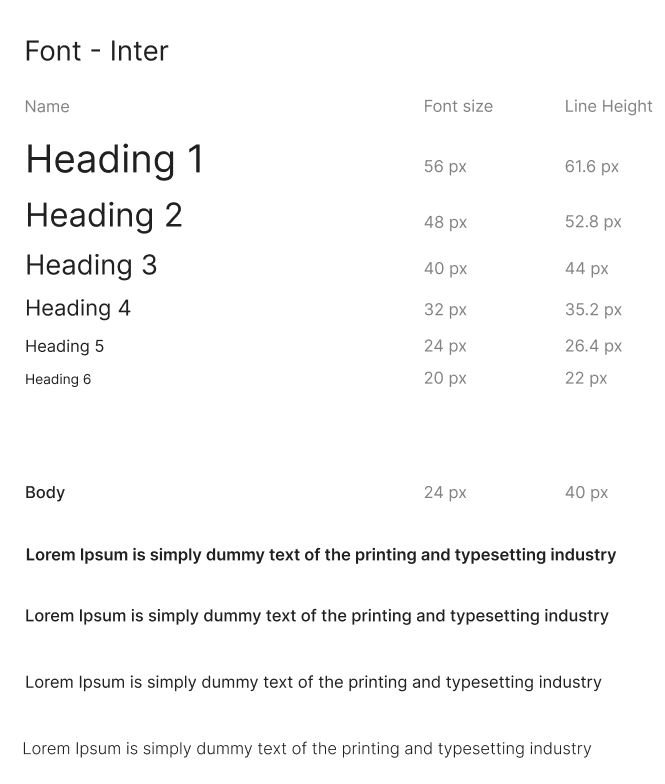 Font - Inter
Name Font size Line Height
Heading 1 56 px 61.6 px
Heading 2 48 px 52.8 px
Heading 3 40 px 44 px
Heading 4 32 px 35.2 px
Heading 5 24 px 26.4 px
Heading 6 20 px 22 px
Body 24 px 40 px
Lorem Ipsum is simply dummy text of the printing and typesetting industry
Lorem Ipsum is simply dummy text of the printing and typesetting industry
Lorem Ipsum is simply dummy text of the printing and typesetting industry
Lorem Ipsum is simply dummy text of the printing and typesetting industry